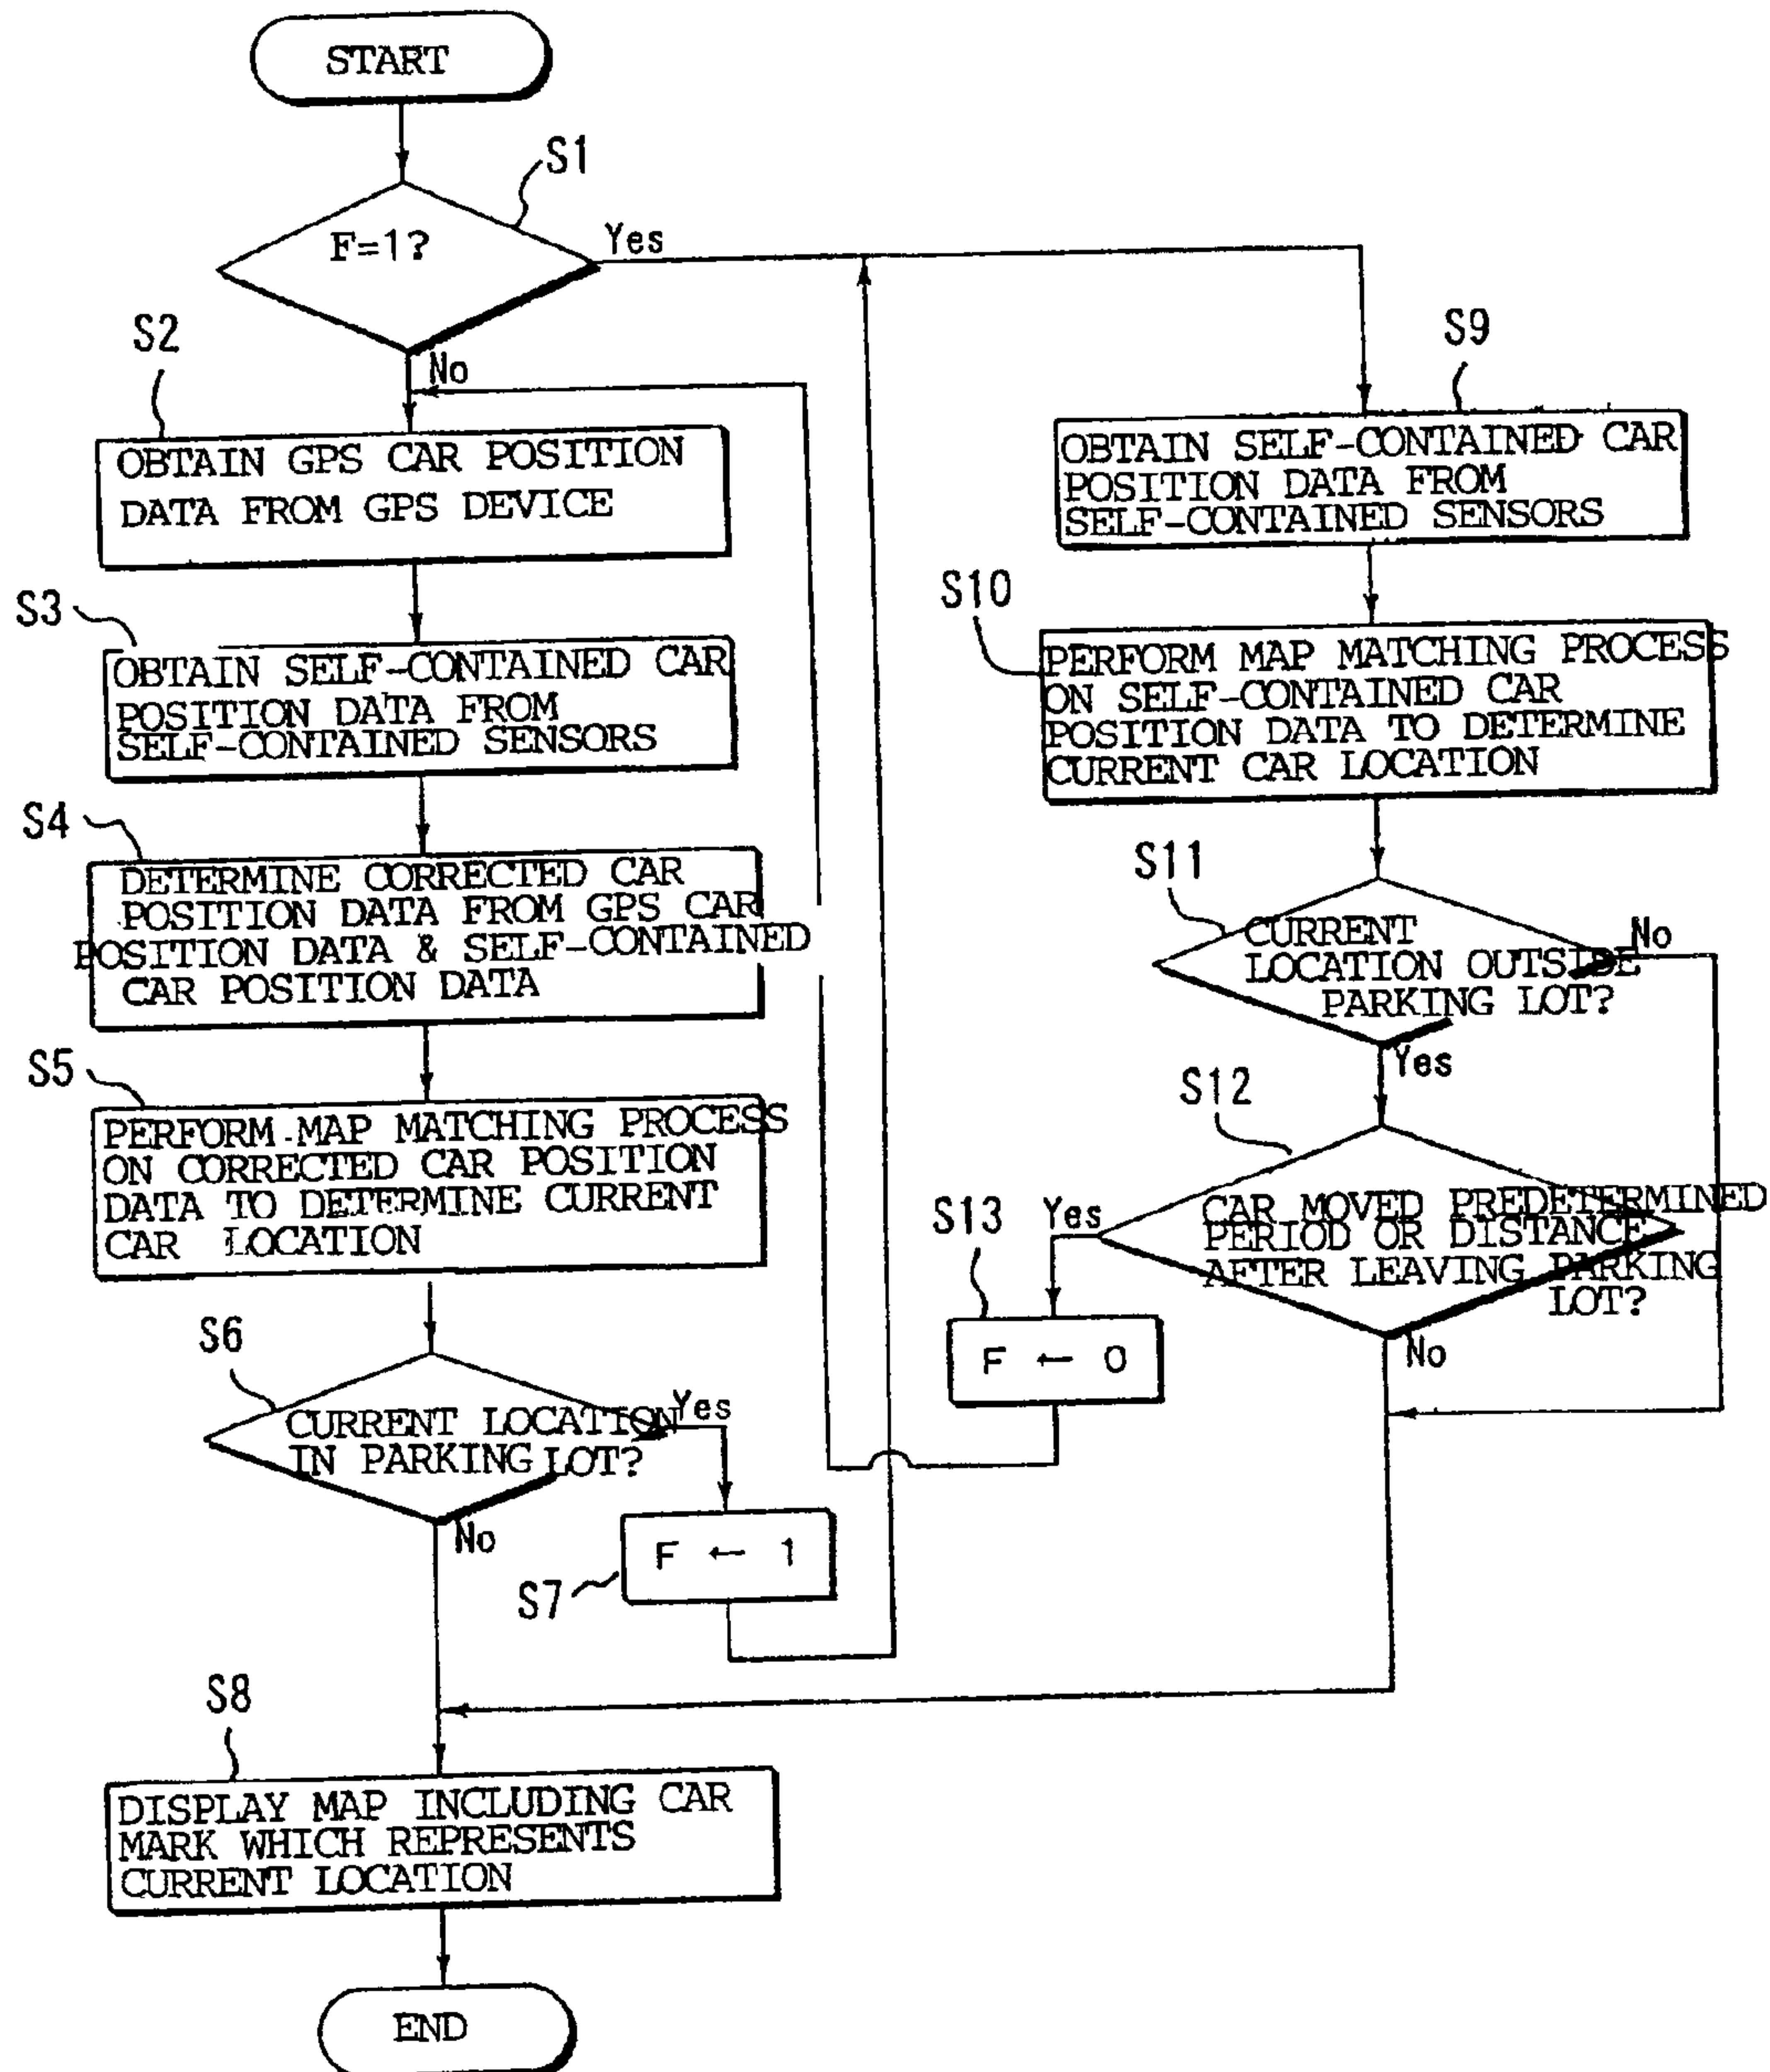 START
S1
F=1?
Yes
No
S2
OBTAIN GPS CAR POSITION
DATA FROM GPS DEVICE
S3
OBTAIN SELF-CONTAINED CAR
POSITION DATA FROM
SELF-CONTAINED SENSORS
S4
DETERMINE CORRECTED CAR
POSITION DATA FROM GPS CAR
POSITION DATA & SELF-CONTAINED
CAR POSITION DATA
S5
PERFORM MAP MATCHING PROCESS
ON CORRECTED CAR POSITION
DATA TO DETERMINE CURRENT
CAR LOCATION
S6
CURRENT LOCATION
IN PARKING LOT?
Yes
No
S7
F ← 1
S8
DISPLAY MAP INCLUDING CAR
MARK WHICH REPRESENTS
CURRENT LOCATION
END
S9
OBTAIN SELF-CONTAINED CAR
POSITION DATA FROM
SELF-CONTAINED SENSORS
S10
PERFORM MAP MATCHING PROCESS
ON SELF-CONTAINED CAR
POSITION DATA TO DETERMINE
CURRENT CAR LOCATION
S11
CURRENT
LOCATION OUTSIDE
PARKING LOT?
No
Yes
S12
CAR MOVED PREDETERMINED
PERIOD OR DISTANCE
AFTER LEAVING PARKING
LOT?
Yes
No
S13
F ← 0